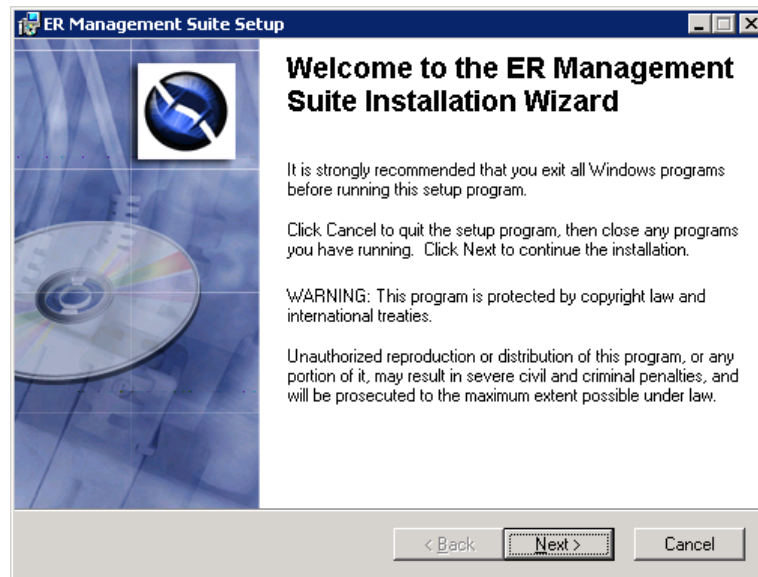 ER Management Suite Setup
Welcome to the ER Management
Suite Installation Wizard
It is strongly recommended that you exit all Windows programs
before running this setup program.
Click Cancel to quit the setup program, then close any programs
you have running. Click Next to continue the installation.
WARNING: This program is protected by copyright law and
international treaties.
Unauthorized reproduction or distribution of this program, or any
portion of it, may result in severe civil and criminal penalties, and
will be prosecuted to the maximum extent possible under law.
< Back Next > Cancel